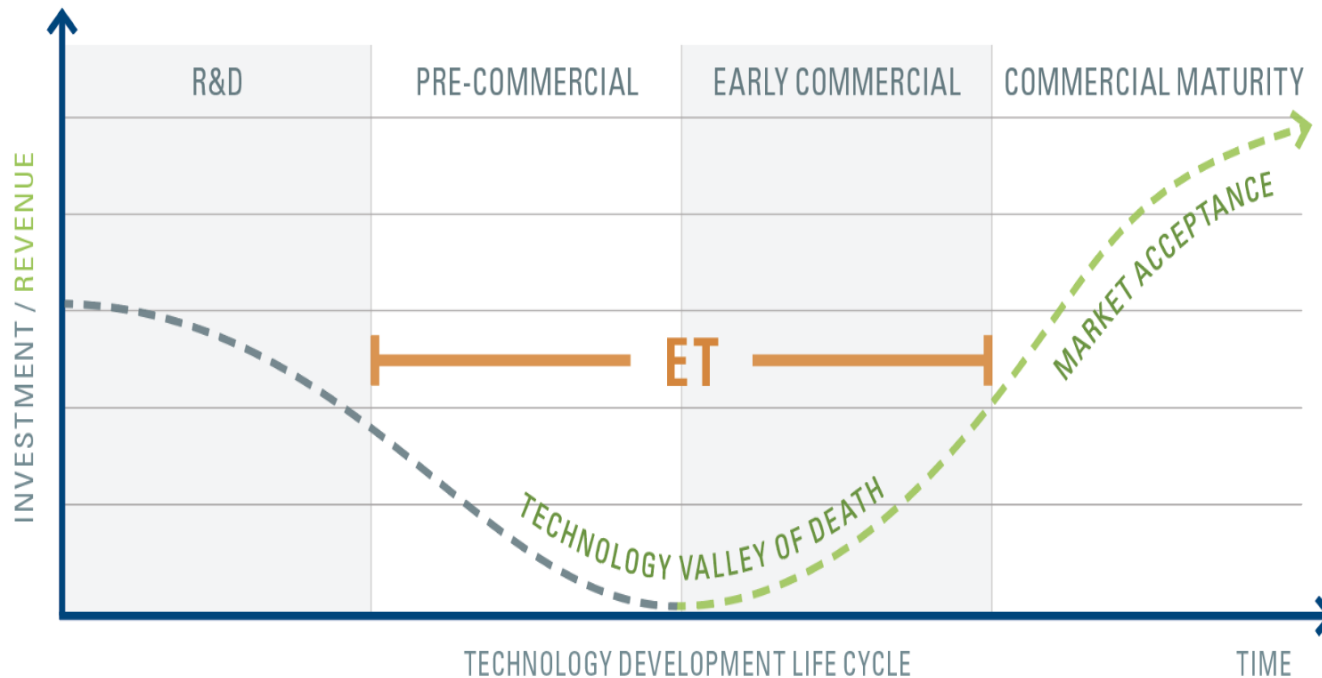 R&D
PRE-COMMERCIAL
EARLY COMMERCIAL
COMMERCIAL MATURITY
INVESTMENT / REVENUE
ET
MARKET ACCEPTANCE
TECHNOLOGY VALLEY OF DEATH
TECHNOLOGY DEVELOPMENT LIFE CYCLE
TIME